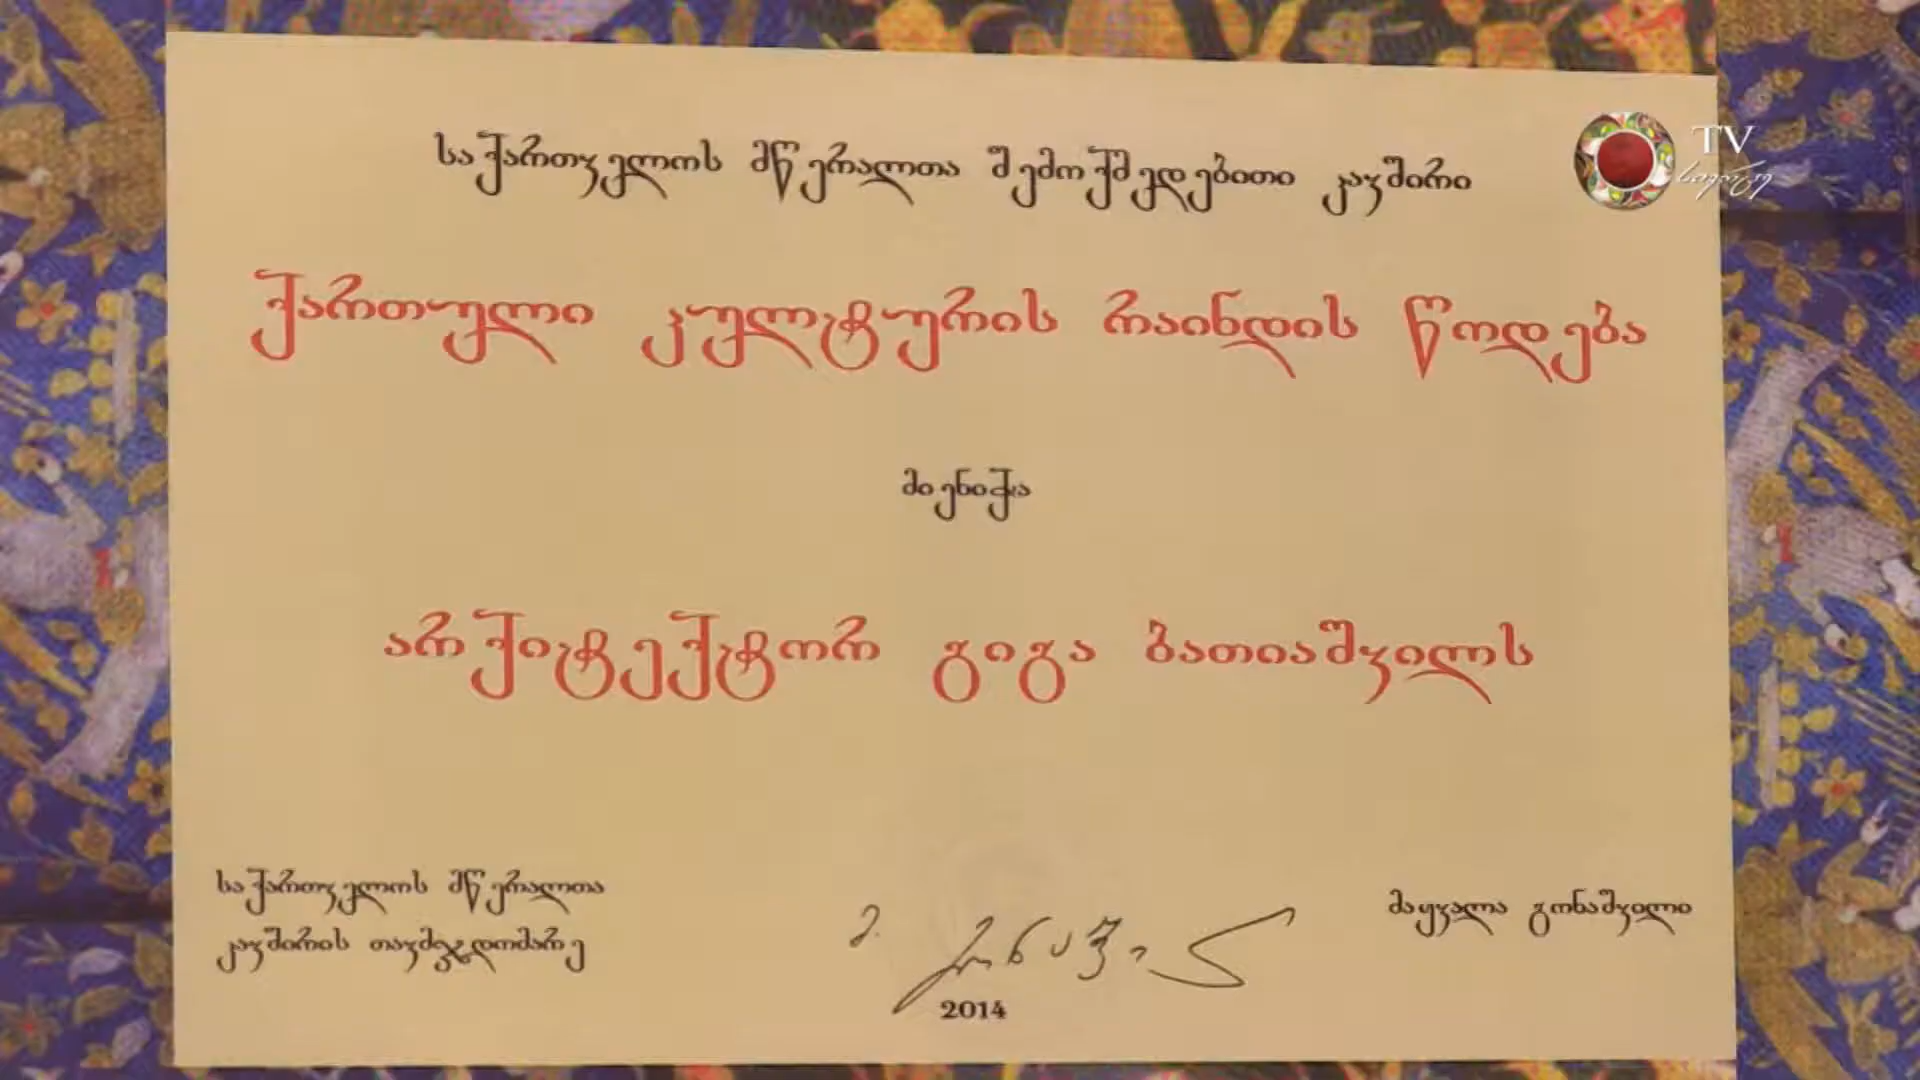 საქართველოს მწერალთა შემოქმედებითი კავშირი
TV
ქართული კულტურის რაინდის წოდება
მიენიჭა
არქიტექტორ გიგა ბათიაშვილს
საქართველოს მწერალთა
კავშირის თავმჯდომარე
მაყვალა გონაშვილი
2014